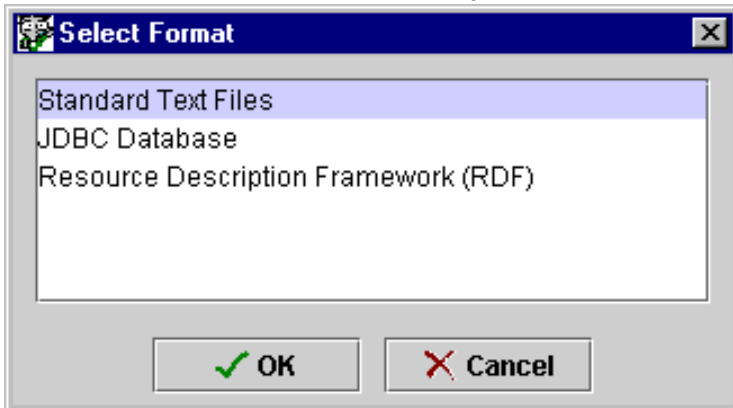 Select Format
Standard Text Files
JDBC Database
Resource Description Framework (RDF)
OK
Cancel